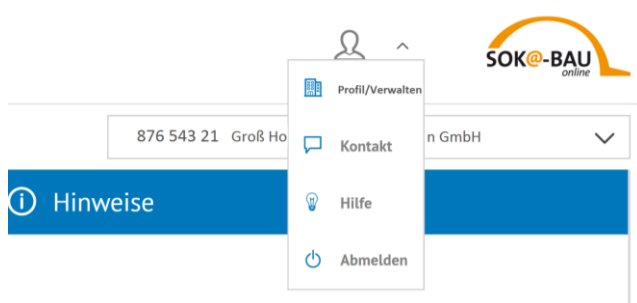 SOK@-BAU
online
Profil/Verwalten
876 543 21 Groß Ho n GmbH
Kontakt
Hinweise
Hilfe
Abmelden